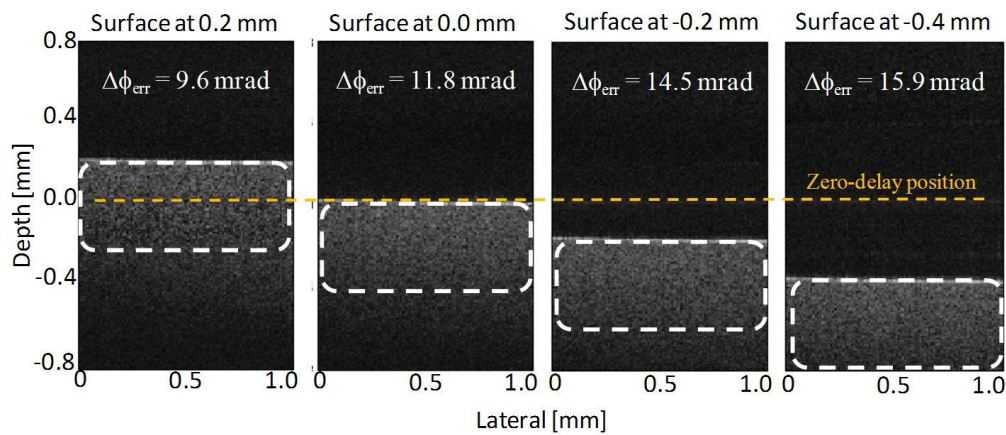 Surface at 0.2 mm Surface at 0.0 mm Surface at -0.2 mm Surface at -0.4 mm
0.8
Δϕerr = 9.6 mrad Δϕerr = 11.8 mrad Δϕerr = 14.5 mrad Δϕerr = 15.9 mrad
0.4
Zero-delay position
0.0
Depth [mm]
-0.4
-0.8
0 0.5 1.0 0 0.5 1.0 0 0.5 1.0 0 0.5 1.0
Lateral [mm]